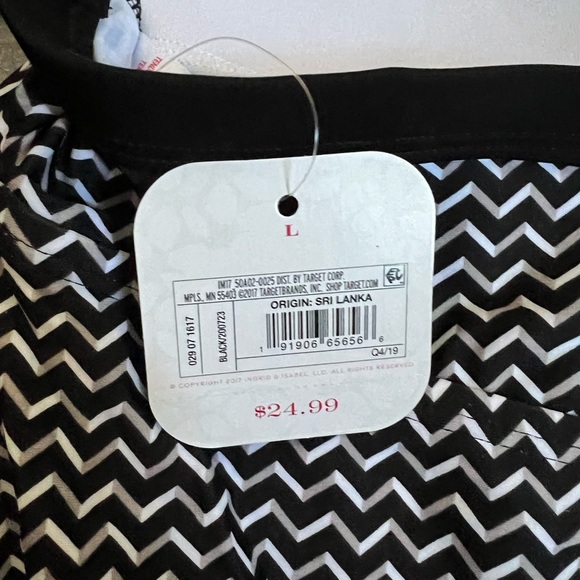 L
IM17 50A02-0025 DIST. BY TARGET CORP.
MPLS., MN 55403 ©2017 TARGETBRANDS, INC. SHOP TARGET.COM
029 07 1617
BLACK/200723
ORIGIN: SRI LANKA
1 91906 65656 6
Q4/19
© COPYRIGHT 2017 INGRID & ISABEL, LLC. ALL RIGHTS RESERVED.
$24.99